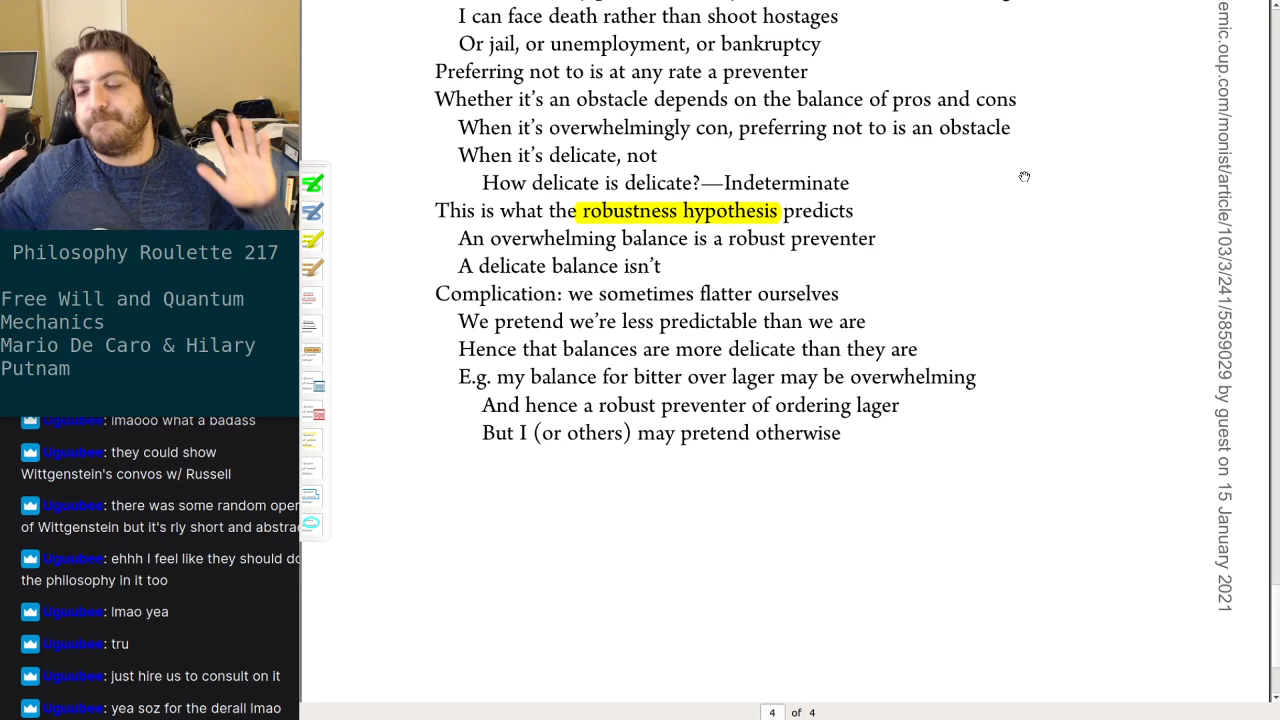 I can face death rather than shoot hostages
Or jail, or unemployment, or bankruptcy
Preferring not to is at any rate a preventer
Whether it's an obstacle depends on the balance of pros and cons
When it's overwhelmingly con, preferring not to is an obstacle
When it's delicate, not
How delicate is delicate?—Indeterminate
This is what the robustness hypothesis predicts
An overwhelming balance is a robust preventer
A delicate balance isn't
Complication: we sometimes flatter ourselves
We pretend we're less predictable than we are
Hence that balances are more delicate than they are
E.g. my balance for bitter over lager may be overwhelming
And hence a robust preventer of ordering lager
But I (or others) may pretend otherwise
emic.oup.com/monist/article/103/3/241/5859029 by guest on 15 January 2021
4 of 4
Philosophy Roulette 217
Free Will and Quantum
Mechanics
Mario De Caro & Hilary
Putnam
: lmaooo what a badass
: they could show
Wittgenstein's convos w/ Russell
: there was some random oper
of Wittgenstein but it's rly short and abstra
: ehhh I feel like they should do
the philosophy in it too
: lmao yea
: tru
: just hire us to consult on it
: yea soz for the derall lmao